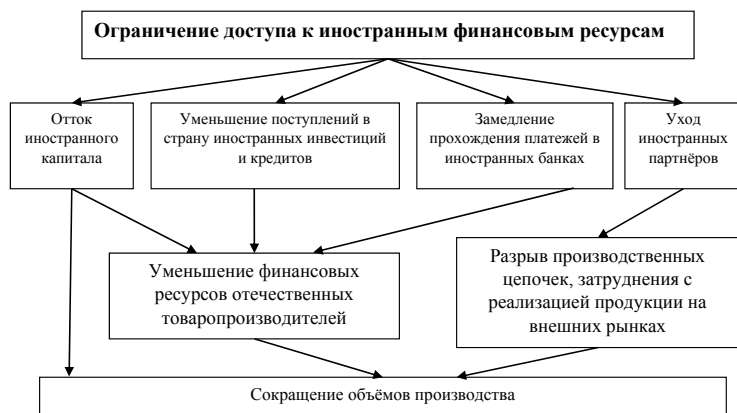 Ограничение доступа к иностранным финансовым ресурсам
Отток
иностранного
капитала
Уменьшение поступлений в
страну иностранных инвестиций
и кредитов
Замедление
прохождения платежей в
иностранных банках
Уход
иностранных
партнёров
Уменьшение финансовых
ресурсов отечественных
товаропроизводителей
Разрыв производственных
цепочек, затруднения с
реализацией продукции на
внешних рынках
Сокращение объёмов производства